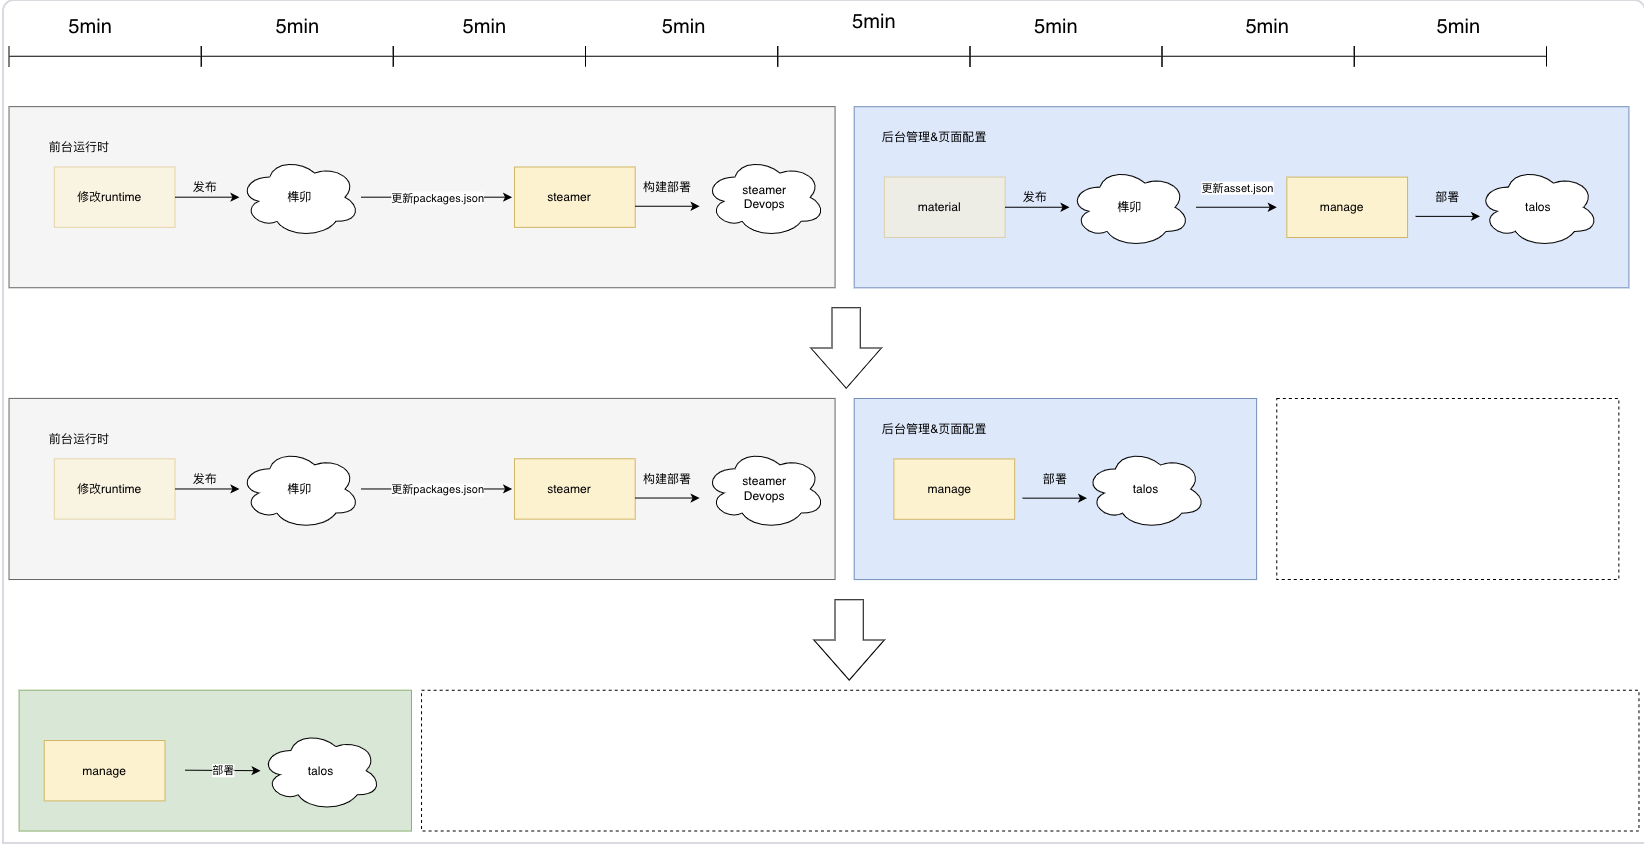 5min
5min
5min
5min
5min
5min
5min
5min
前台运行时
修改runtime
发布
榫卯
更新packages.json
steamer
构建部署
steamer
Devops
后台管理&页面配置
material
发布
榫卯
更新asset.json
manage
部署
talos
前台运行时
修改runtime
发布
榫卯
更新packages.json
steamer
构建部署
steamer
Devops
后台管理&页面配置
manage
部署
talos
manage
部署
talos